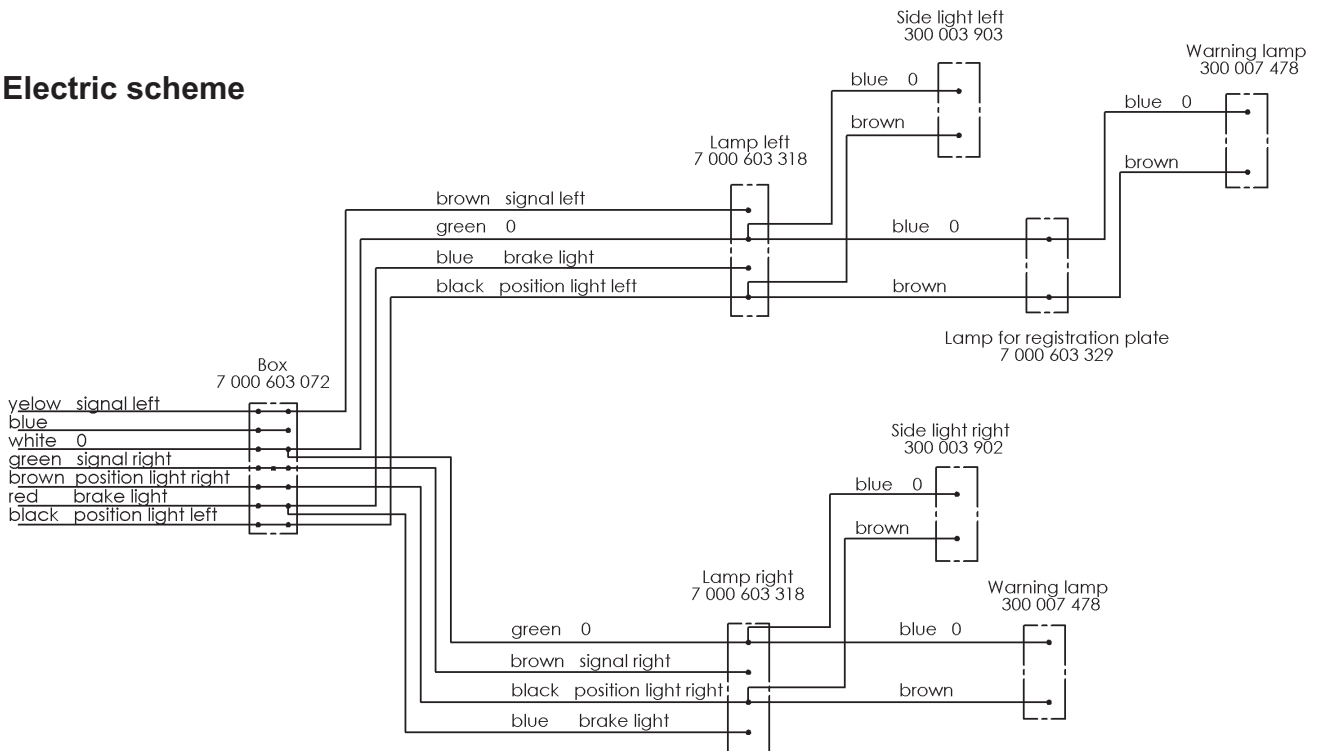 Electric scheme
Side light left
300 003 903
Warning lamp
300 007 478
blue 0
brown
blue 0
brown
Lamp left
7 000 603 318
brown signal left
green 0
blue 0
blue brake light
black position light left
brown
Lamp for registration plate
7 000 603 329
Box
7 000 603 072
yelow signal left
blue
white 0
green signal right
brown position light right
red brake light
black position light left
Side light right
300 003 902
blue 0
brown
Lamp right
7 000 603 318
Warning lamp
300 007 478
green 0
blue 0
brown signal right
black position light right
brown
blue brake light